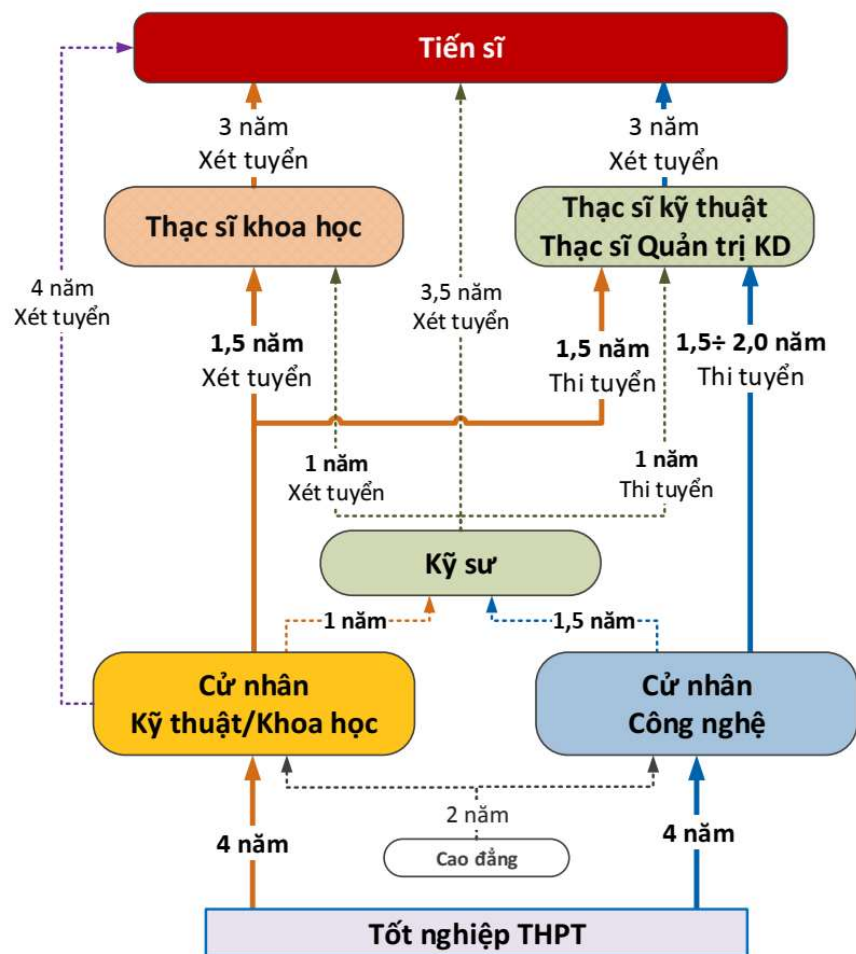 Tiến sĩ
3 năm
Xét tuyển
3 năm
Xét tuyển
Thạc sĩ khoa học
Thạc sĩ kỹ thuật
Thạc sĩ Quản trị KD
4 năm
Xét tuyển
3,5 năm
Xét tuyển
1,5 năm
Xét tuyển
1,5 năm
Thi tuyển
1,5÷ 2,0 năm
Thi tuyển
1 năm
Xét tuyển
1 năm
Thi tuyển
Kỹ sư
1 năm
1,5 năm
Cử nhân
Kỹ thuật/Khoa học
Cử nhân
Công nghệ
2 năm
4 năm
4 năm
Cao đẳng
Tốt nghiệp THPT